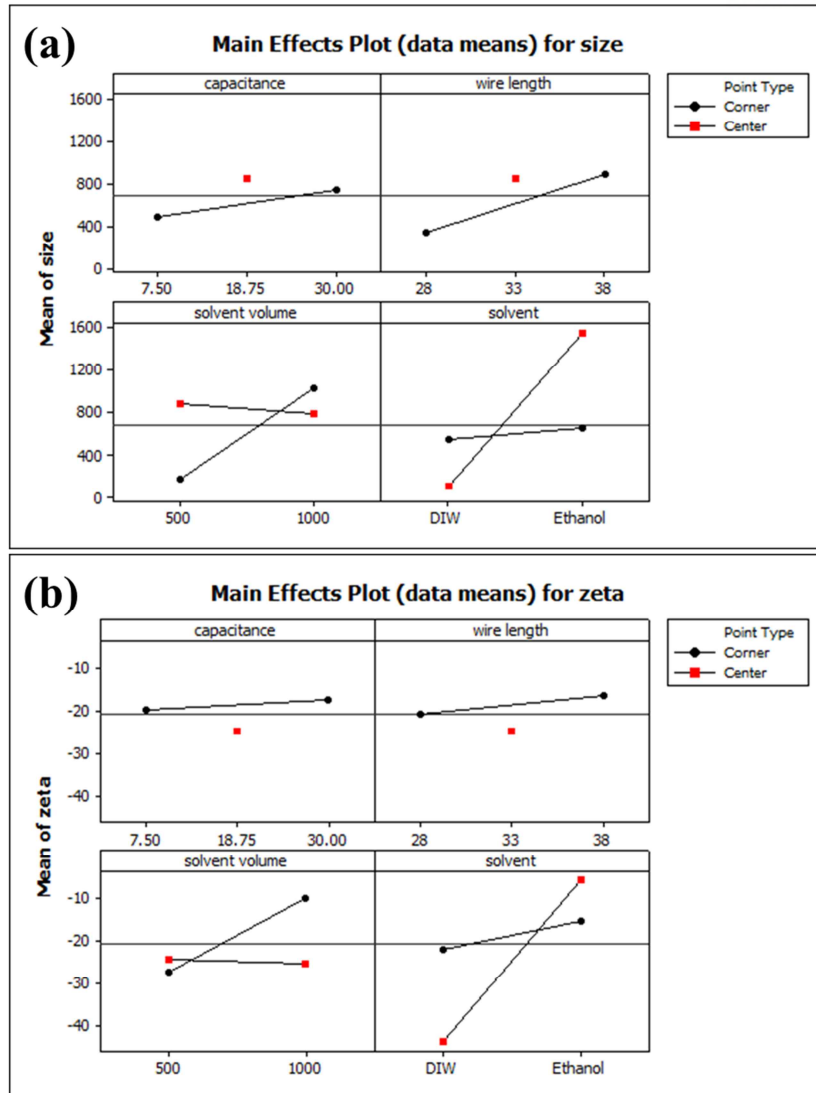 (a)
Main Effects Plot (data means) for size
capacitance
wire length
Point Type
Corner
Center
Mean of size
1600
1200
800
400
0
7.50
18.75
30.00
28
33
38
solvent volume
solvent
1600
1200
800
400
0
500
1000
DIW
Ethanol
(b)
Main Effects Plot (data means) for zeta
capacitance
wire length
Point Type
Corner
Center
Mean of zeta
-10
-20
-30
-40
7.50
18.75
30.00
28
33
38
solvent volume
solvent
-10
-20
-30
-40
500
1000
DIW
Ethanol